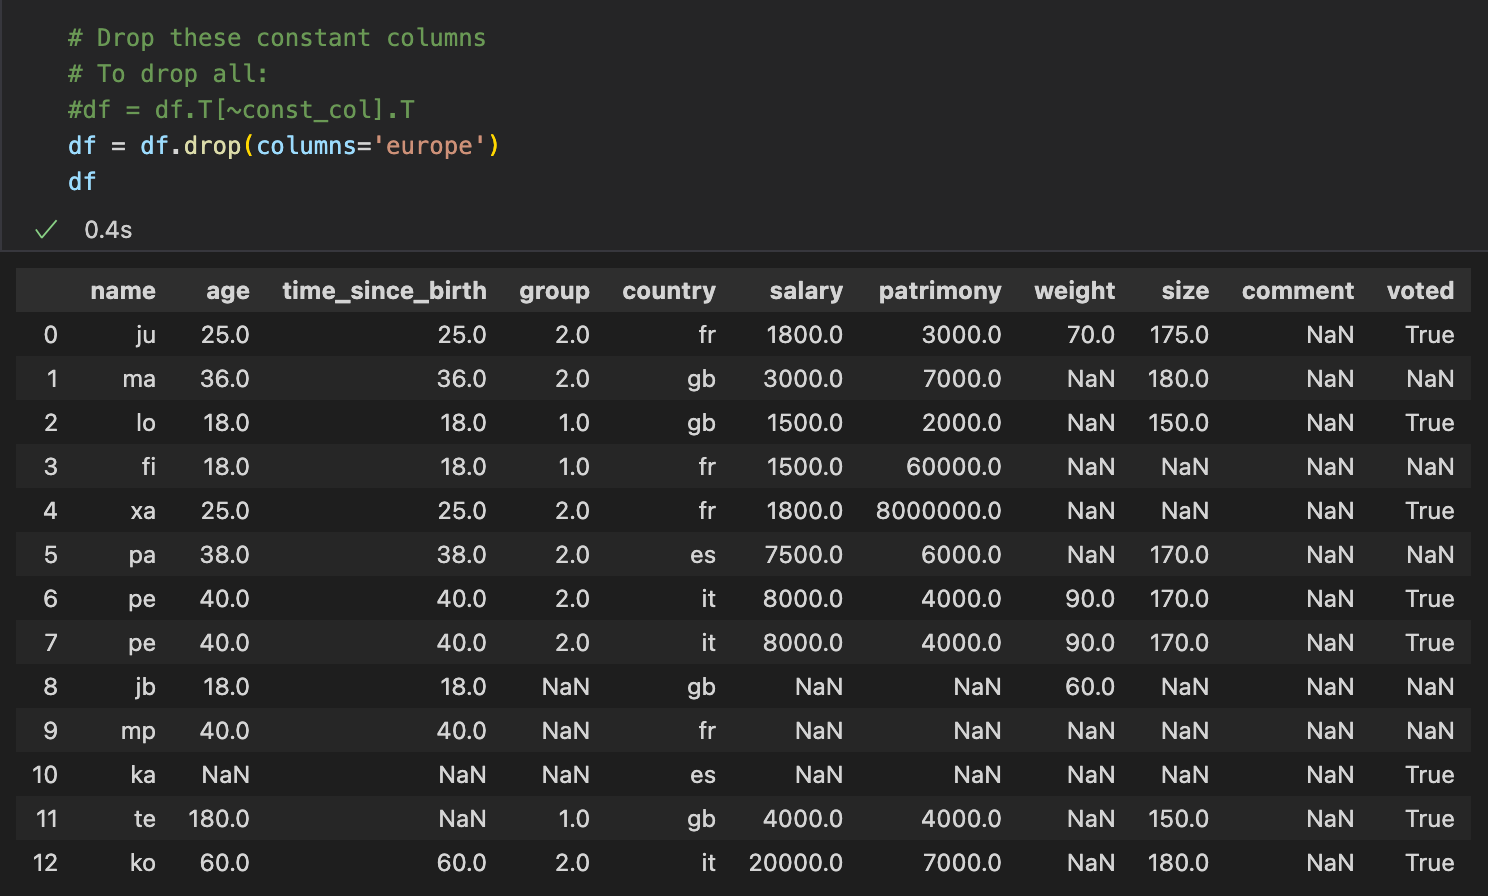 # Drop these constant columns
# To drop all:
#df = df.T[~const_col].T
df = df.drop(columns='europe')
df
0.4s
name age time_since_birth group country salary patrimony weight size comment voted
0 ju 25.0 25.0 2.0 fr 1800.0 3000.0 70.0 175.0 NaN True
1 ma 36.0 36.0 2.0 gb 3000.0 7000.0 NaN 180.0 NaN NaN
2 lo 18.0 18.0 1.0 gb 1500.0 2000.0 NaN 150.0 NaN True
3 fi 18.0 18.0 1.0 fr 1500.0 60000.0 NaN NaN NaN NaN
4 xa 25.0 25.0 2.0 fr 1800.0 8000000.0 NaN NaN NaN True
5 pa 38.0 38.0 2.0 es 7500.0 6000.0 NaN 170.0 NaN NaN
6 pe 40.0 40.0 2.0 it 8000.0 4000.0 90.0 170.0 NaN True
7 pe 40.0 40.0 2.0 it 8000.0 4000.0 90.0 170.0 NaN True
8 jb 18.0 18.0 NaN gb NaN NaN 60.0 NaN NaN NaN
9 mp 40.0 40.0 NaN fr NaN NaN NaN NaN NaN NaN
10 ka NaN NaN NaN es NaN NaN NaN NaN NaN True
11 te 180.0 NaN 1.0 gb 4000.0 4000.0 NaN 150.0 NaN True
12 ko 60.0 60.0 2.0 it 20000.0 7000.0 NaN 180.0 NaN True